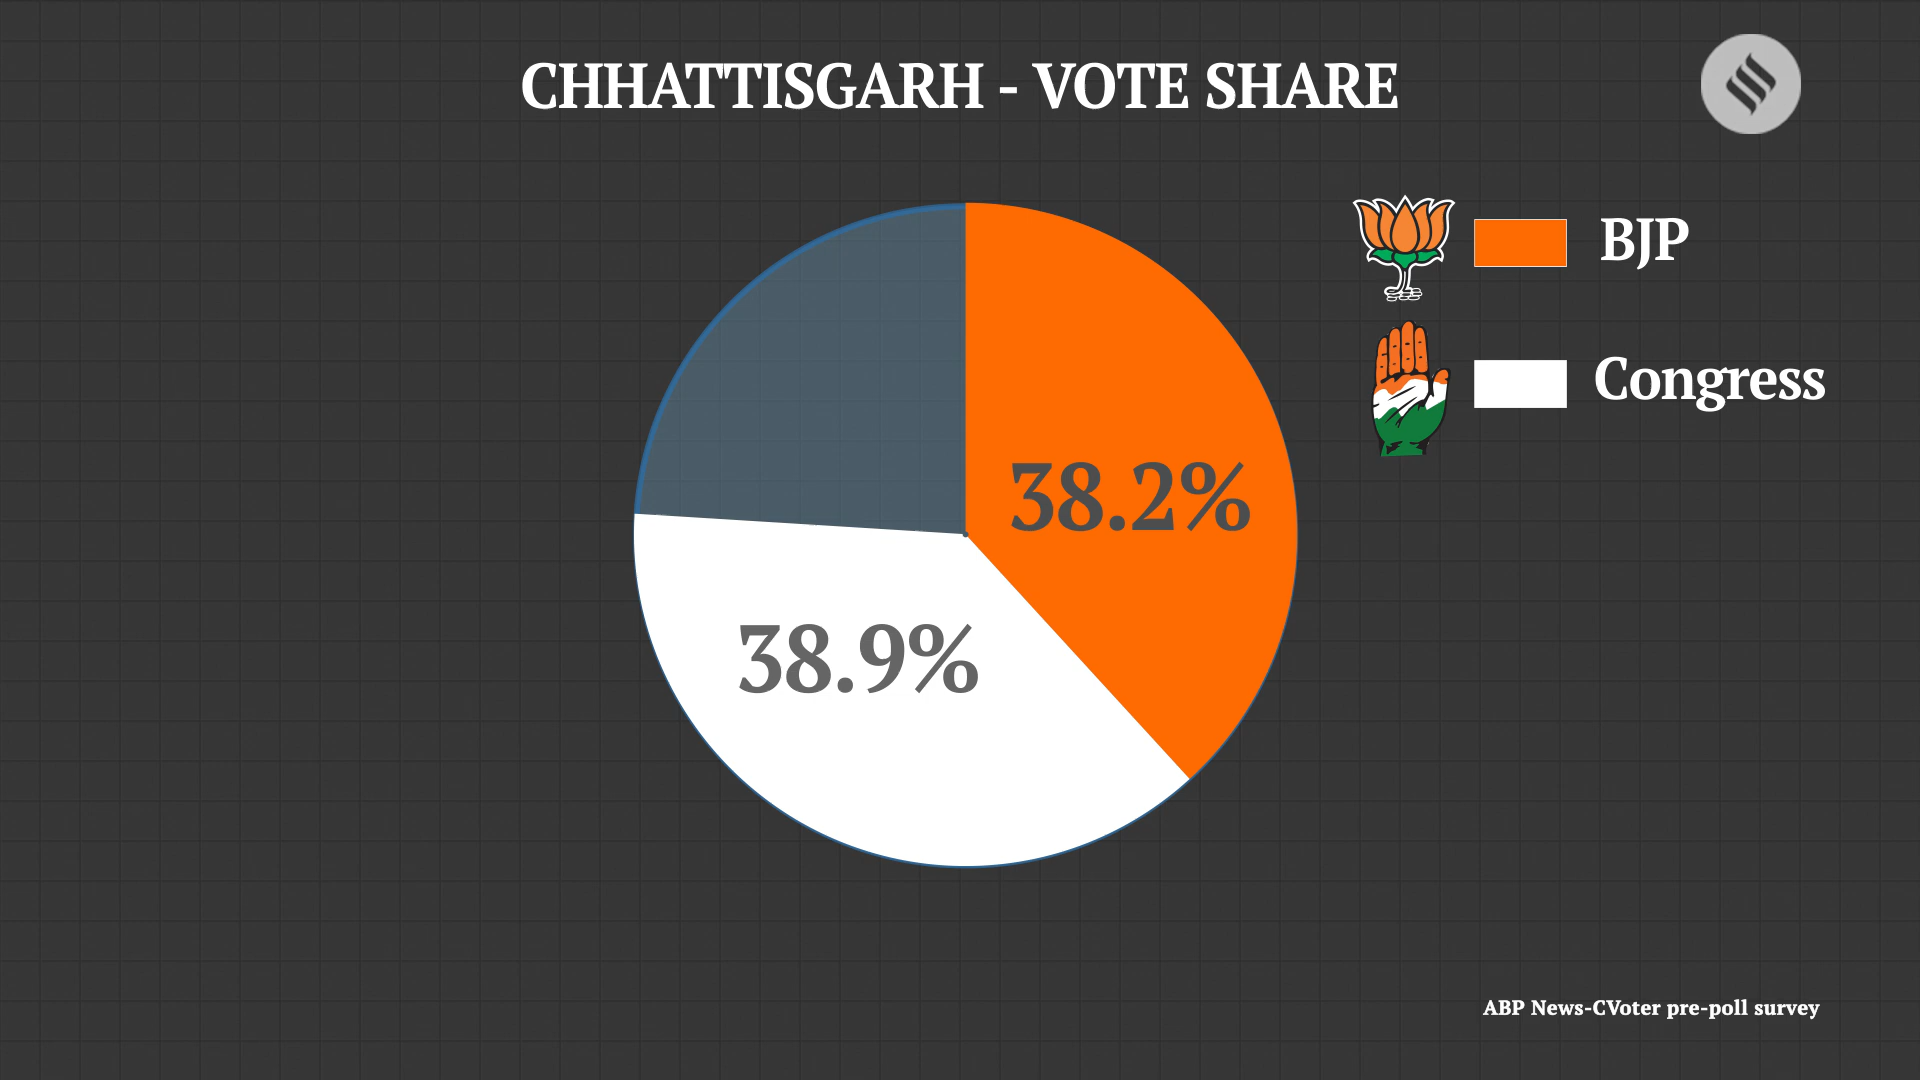 CHHATTISGARH - VOTE SHARE
BJP
Congress
38.2%
38.9%
ABP News-CVoter pre-poll survey